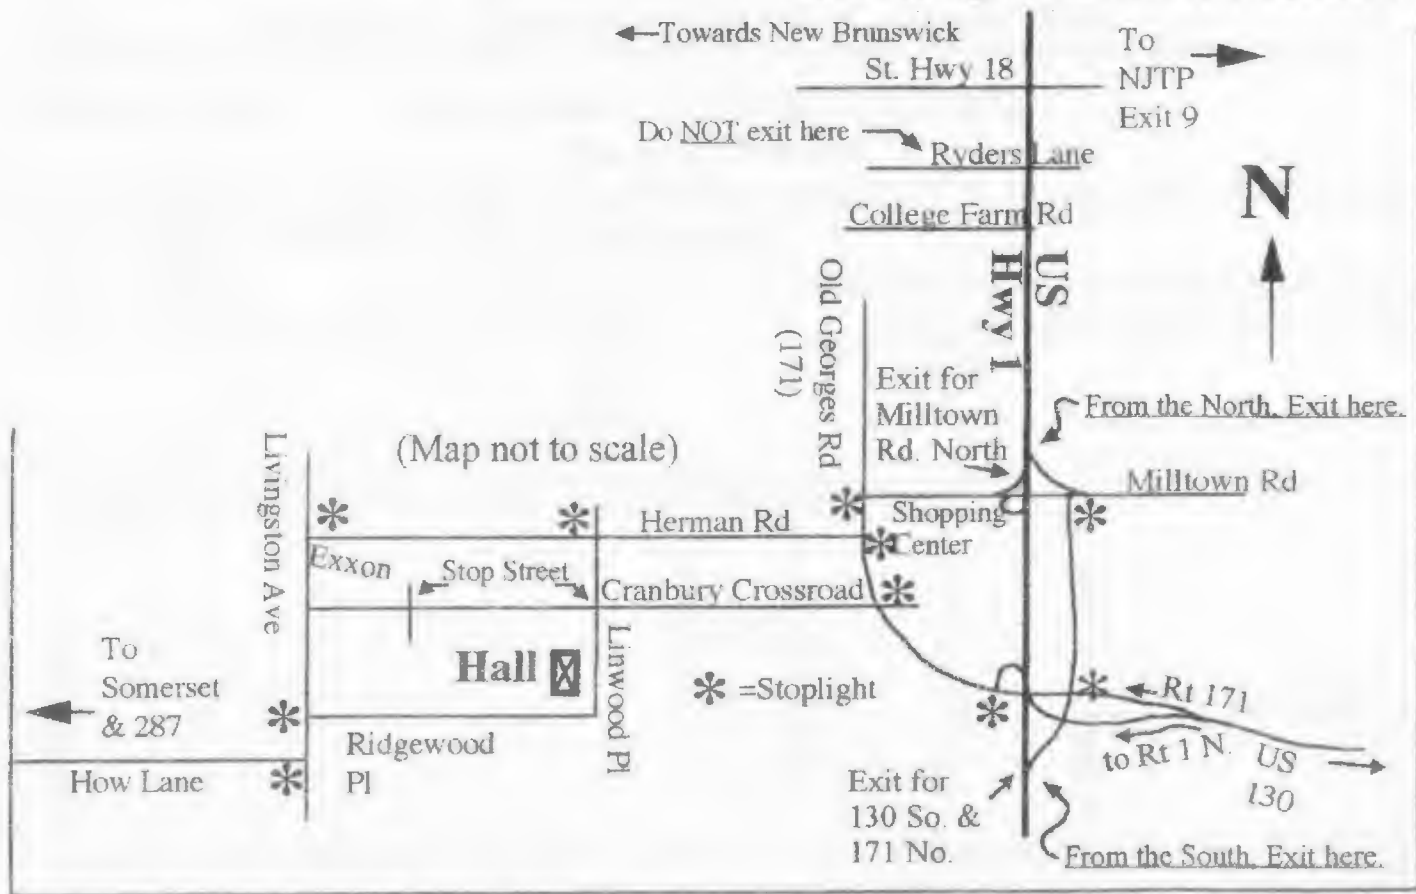 ←Towards New Brunswick
St. Hwy 18
To
NJTP
Exit 9
Do NOT exit here
Ryders Lane
College Farm Rd
N
US
Hwy 1
Old Georges Rd
(171)
Exit for
Milltown
Rd. North
From the North, Exit here.
Milltown Rd
(Map not to scale)
Livingston Ave
Herman Rd
Shopping
Center
Exxon
Stop Street
Cranbury Crossroad
Hall
Linwood Pl
✱ =Stoplight
To
Somerset
& 287
Ridgewood
Pl
How Lane
Rt 171
to Rt 1 N.
US
130
Exit for
130 So. &
171 No.
From the South, Exit here.